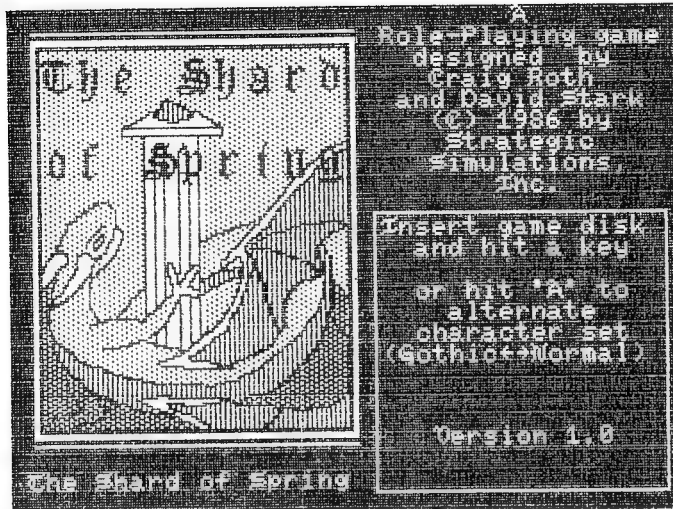 The Shard
of Spring
The Shard of Spring
A
Role-Playing game
designed by
Craig Roth
and David Stark
(C) 1986 by
Strategic
Simulations
Inc.
Insert game disk
and hit a key
or hit "A" to
alternate
character set
(Gothic↔Normal)
Version 1.0